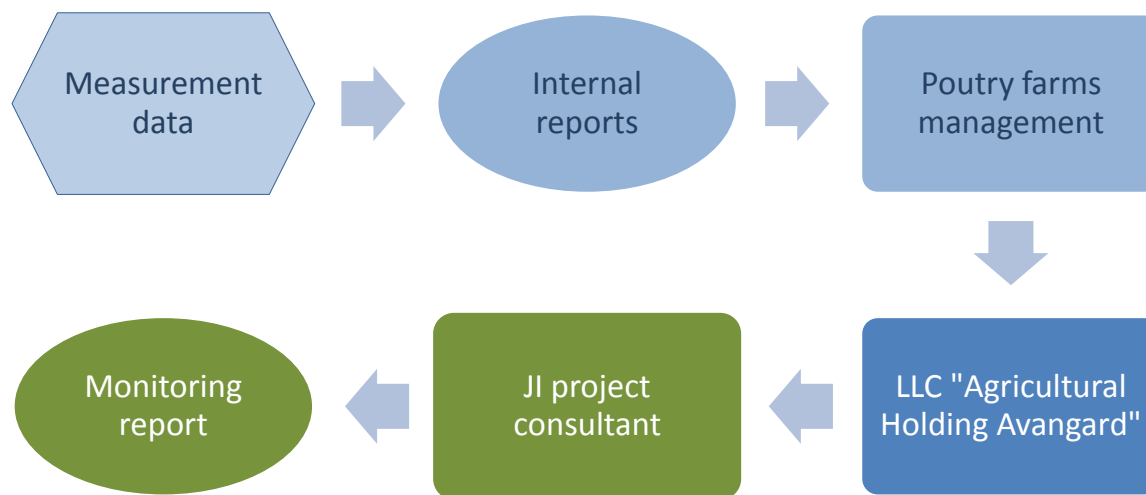 Measurement
data
Internal
reports
Poutry farms
management
LLC "Agricultural
Holding Avangard"
JI project
consultant
Monitoring
report